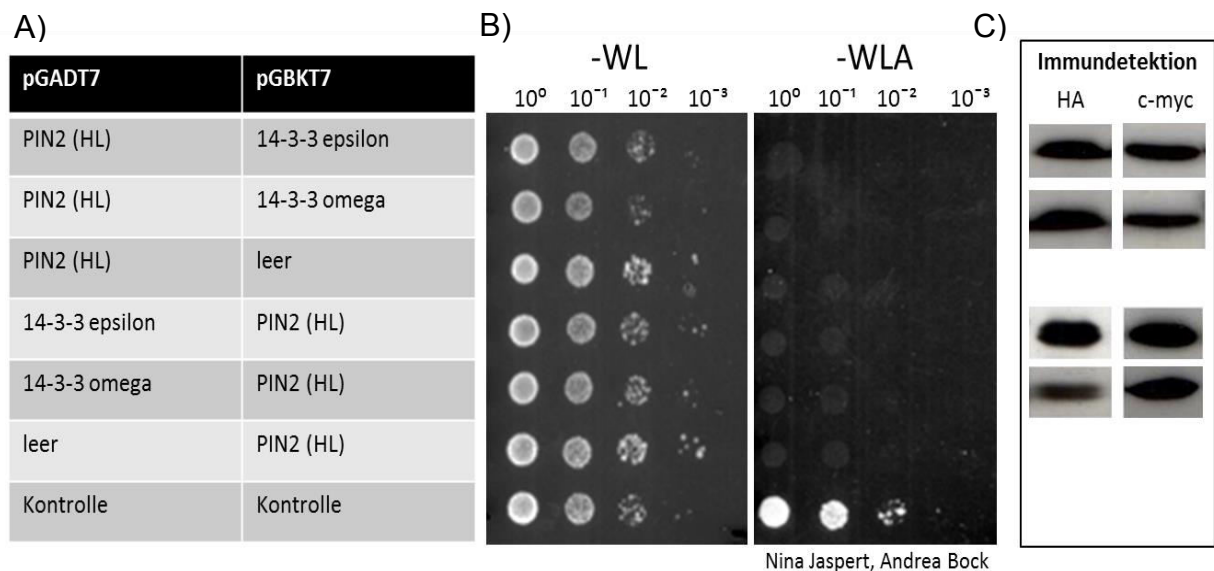 A)
pGADT7 pGBKT7
PIN2 (HL) 14-3-3 epsilon
PIN2 (HL) 14-3-3 omega
PIN2 (HL) leer
14-3-3 epsilon PIN2 (HL)
14-3-3 omega PIN2 (HL)
leer PIN2 (HL)
Kontrolle Kontrolle
B)
-WL -WLA
10⁰ 10⁻¹ 10⁻² 10⁻³ 10⁰ 10⁻¹ 10⁻² 10⁻³
Nina Jaspert, Andrea Bock
C)
Immundetektion
HA c-myc